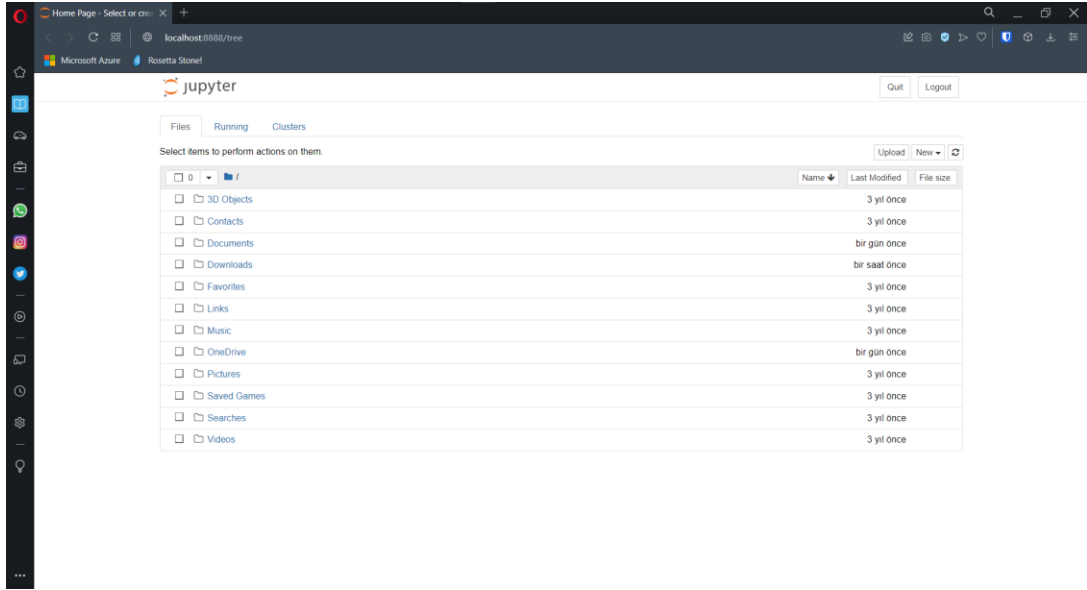 Home Page - Select or crea
localhost:8888/tree
Microsoft Azure Rosetta Stone!
jupyter
Quit Logout
Files Running Clusters
Select items to perform actions on them.
Upload New
0 / Name Last Modified File size
3D Objects 3 yıl önce
Contacts 3 yıl önce
Documents bir gün önce
Downloads bir saat önce
Favorites 3 yıl önce
Links 3 yıl önce
Music 3 yıl önce
OneDrive bir gün önce
Pictures 3 yıl önce
Saved Games 3 yıl önce
Searches 3 yıl önce
Videos 3 yıl önce